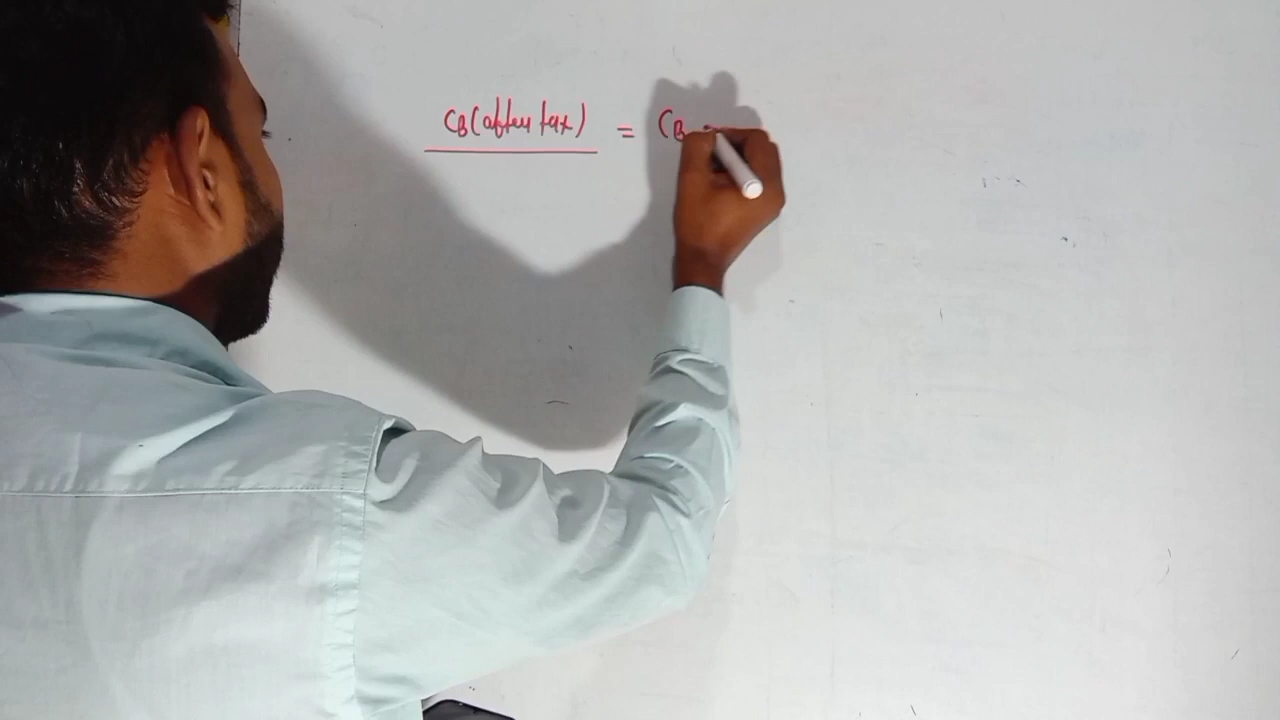 CB(after tax) = CB